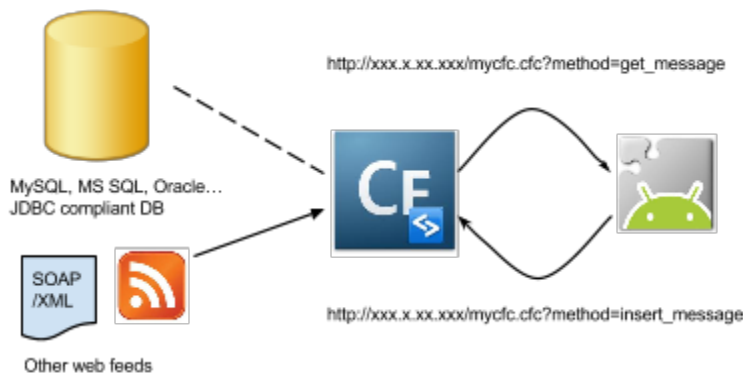 http://xxx.x.xx.xxx/mycfc.cfc?method=get_message
MySQL, MS SQL, Oracle...
JDBC compliant DB
CF
SOAP
/XML
http://xxx.x.xx.xxx/mycfc.cfc?method=insert_message
Other web feeds